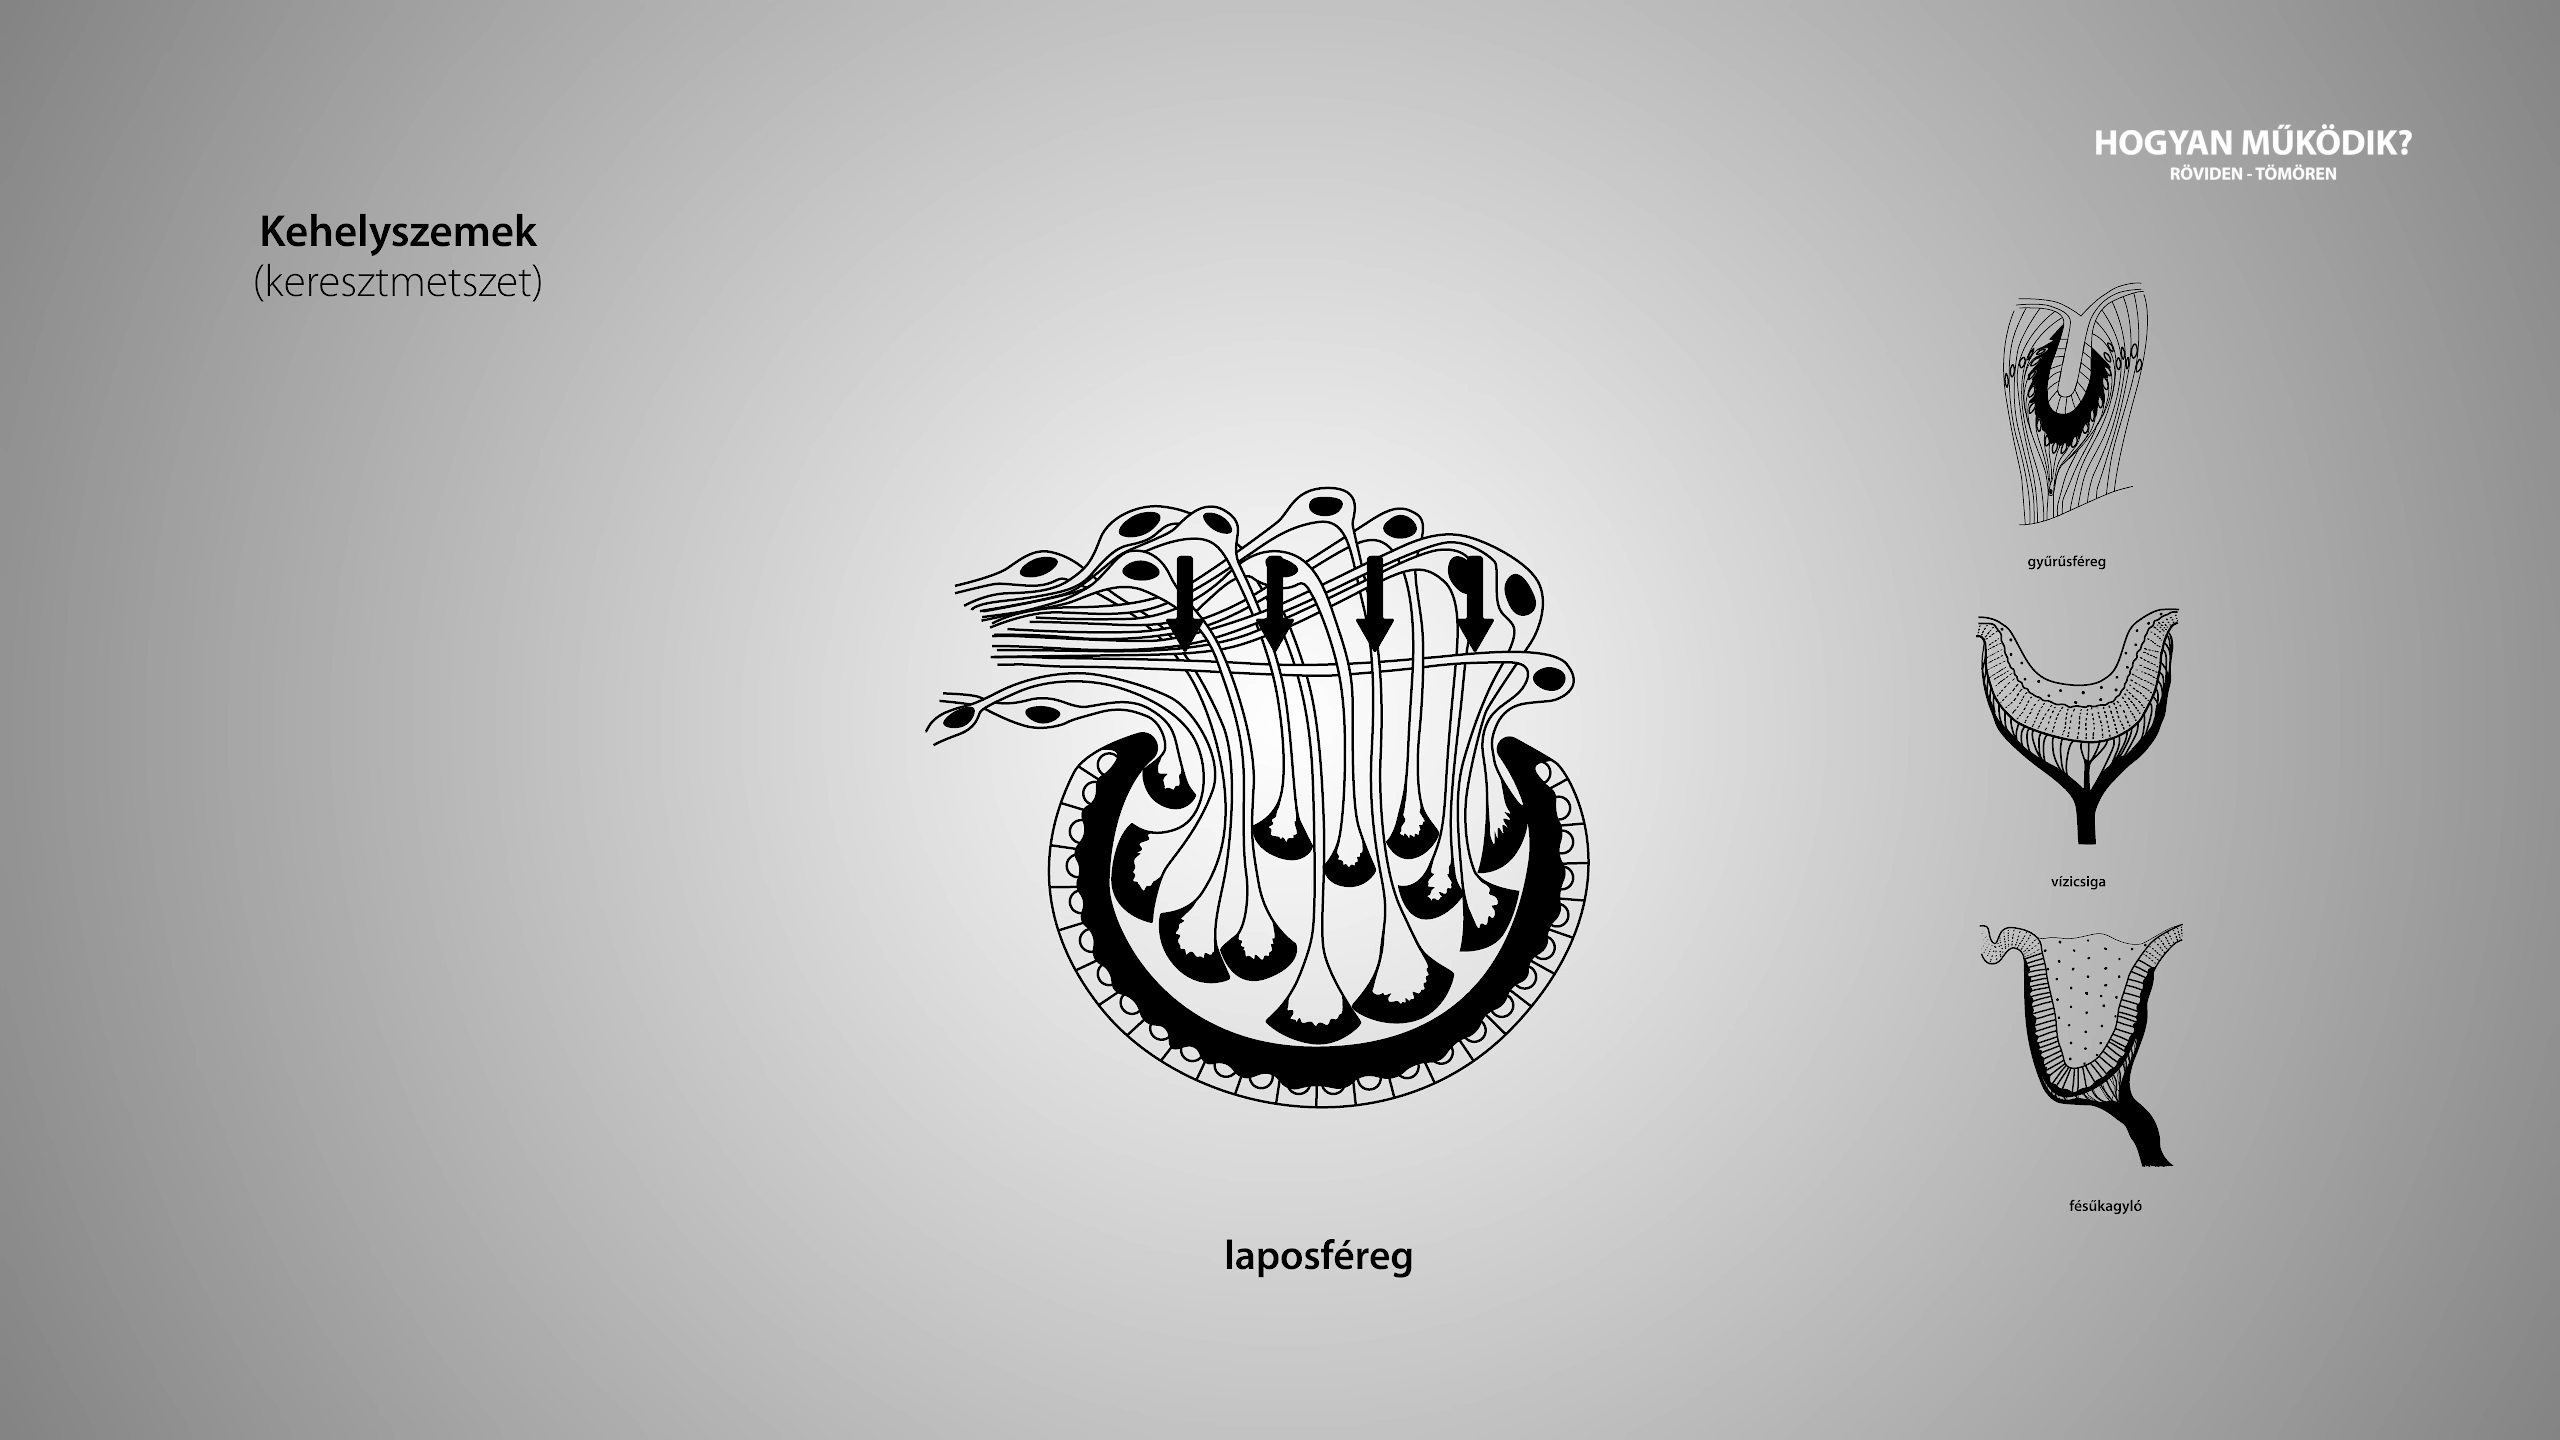 HOGYAN MŰKÖDIK?
RÖVIDEN - TÖMÖREN
Kehelyszemek
(keresztmetszet)
gyűrűsféreg
vízicsiga
fésűkagyló
laposféreg